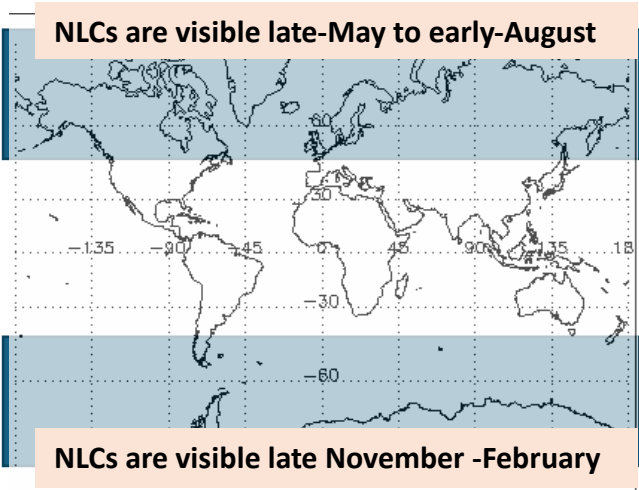 NLCs are visible late-May to early-August
60
30
−135 −90 −45 0 45 90 135 18
−30
−60
NLCs are visible late November -February